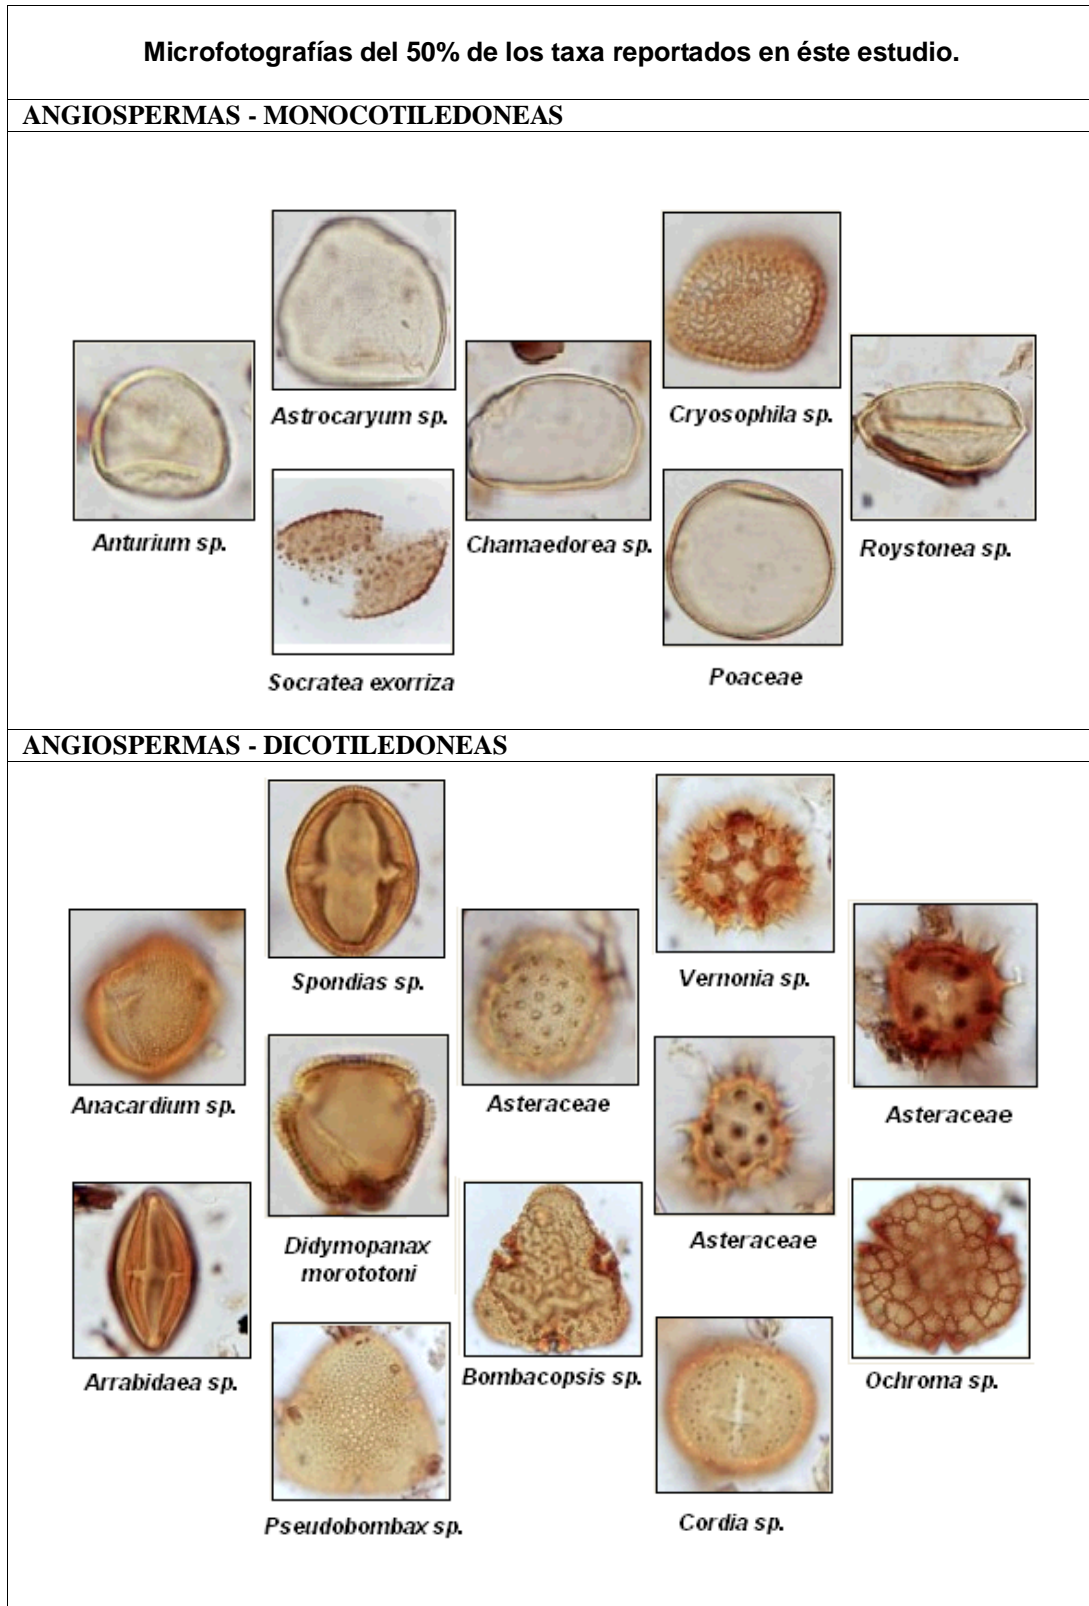 Microfotografías del 50% de los taxa reportados en éste estudio.
ANGIOSPERMAS - MONOCOTILEDONEAS
Astrocaryum sp.
Cryosophila sp.
Anturium sp.
Chamaedorea sp.
Roystonea sp.
Socratea exorriza
Poaceae
ANGIOSPERMAS - DICOTILEDONEAS
Spondias sp.
Vernonia sp.
Anacardium sp.
Asteraceae
Asteraceae
Didymopanax
morototoni
Asteraceae
Arrabidaea sp.
Bombacopsis sp.
Ochroma sp.
Pseudobombax sp.
Cordia sp.